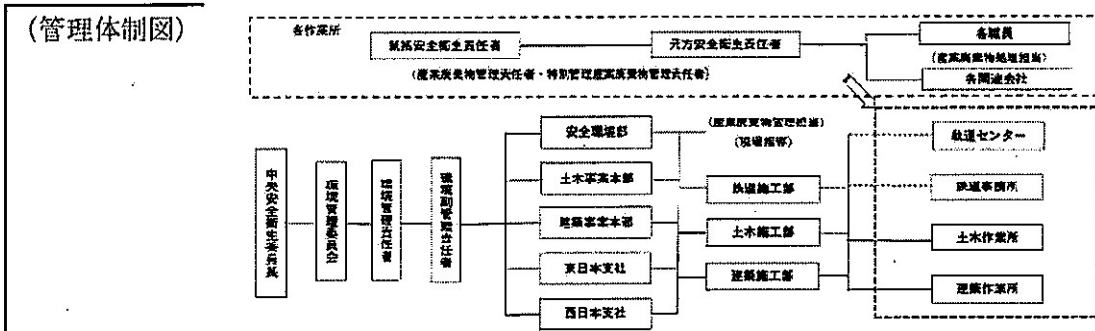 (管理体制図)
各作業所
統括安全衛生責任者
元方安全衛生責任者
各職員
(産業廃棄物処理担当)
各関連会社
(産業廃棄物管理責任者・特別管理産業廃棄物管理責任者)
中央安全衛生委員長
環境管理委員会
環境管理責任者
環境副管理責任者
安全環境部
土木事業本部
建築事業本部
東日本支社
西日本支社
(産業廃棄物管理担当)
(現場指導)
鉄道施工部
土木施工部
建築施工部
軌道センター
鉄道事務所
土木作業所
建築作業所